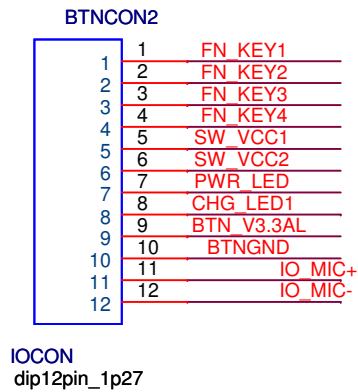 BTNCON2
1 1 FN_KEY1
2 2 FN_KEY2
3 3 FN_KEY3
4 4 FN_KEY4
5 5 SW_VCC1
6 6 SW_VCC2
7 7 PWR_LED
8 8 CHG_LED1
9 9 BTN_V3.3AL
10 10 BTNGND
11 11 IO_MIC+
12 12 IO_MIC-
IOCON
dip12pin_1p27